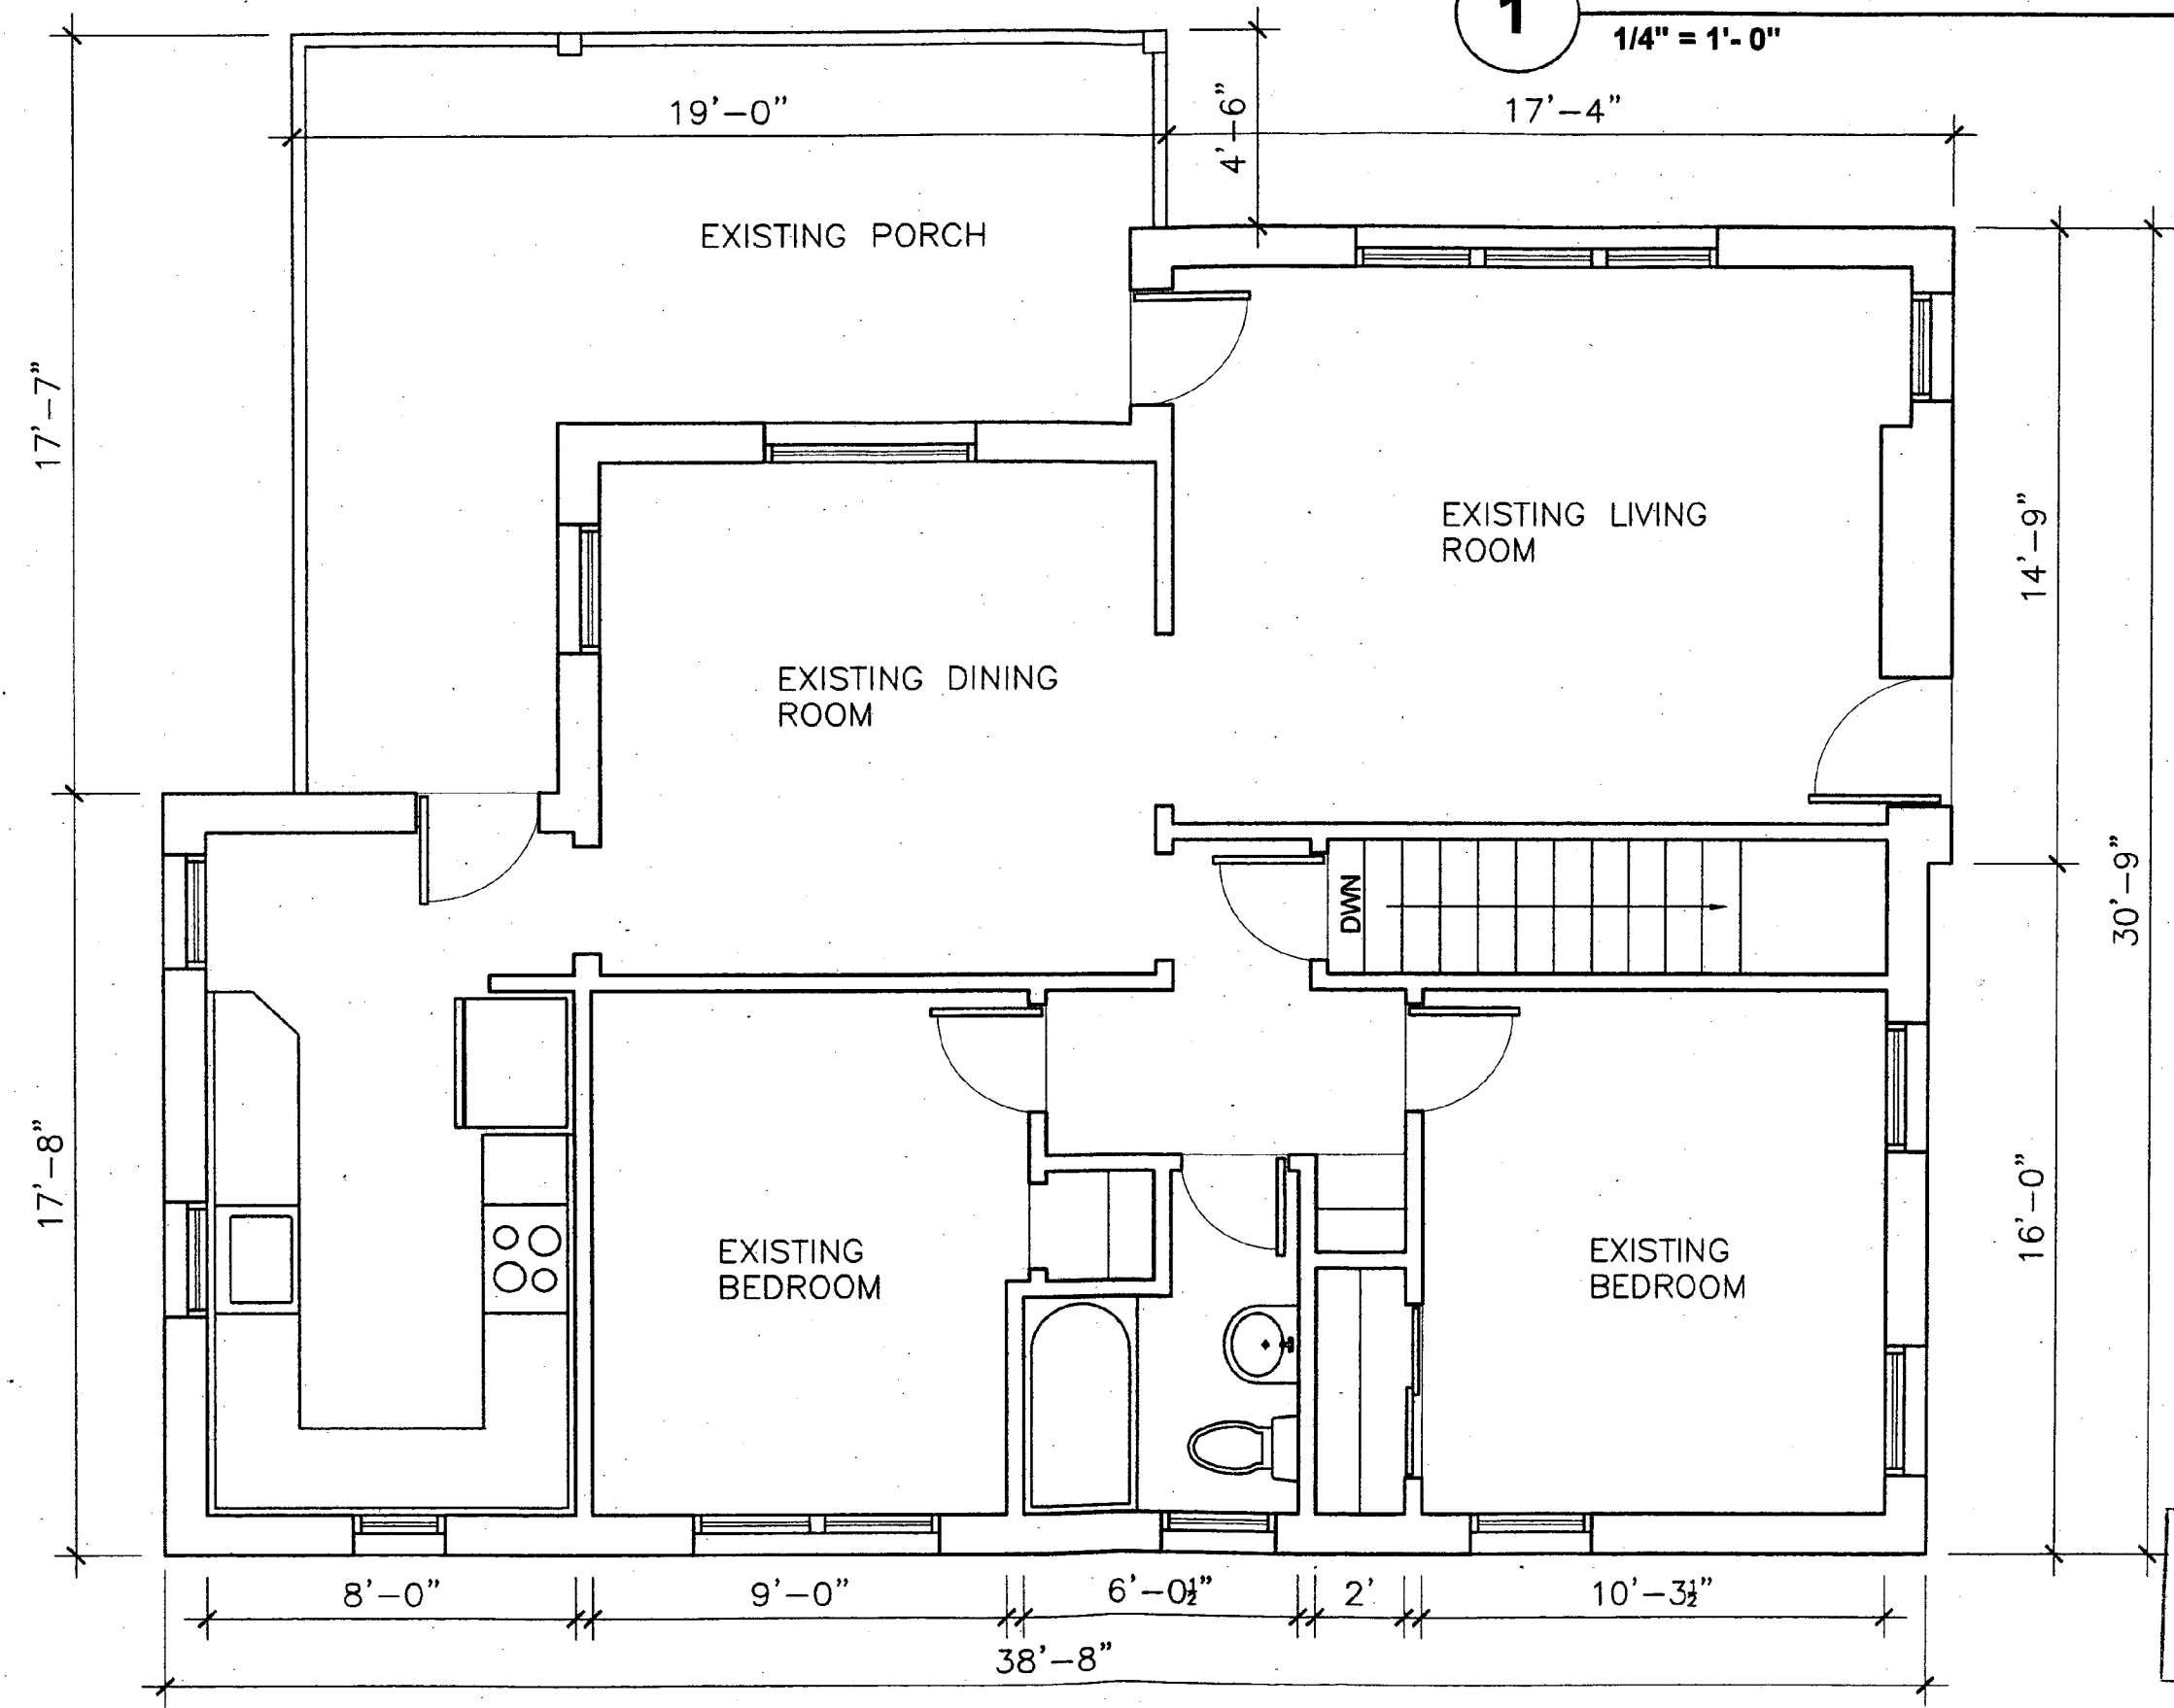 1
1/4" = 1'- 0"
19'-0"
4'-6"
17'-4"
EXISTING PORCH
17'-7"
EXISTING LIVING
ROOM
14'-9"
EXISTING DINING
ROOM
DWN
30'-9"
17'-8"
EXISTING
BEDROOM
EXISTING
BEDROOM
16'-0"
8'-0"
9'-0"
6'-0½"
2'
10'-3½"
38'-8"